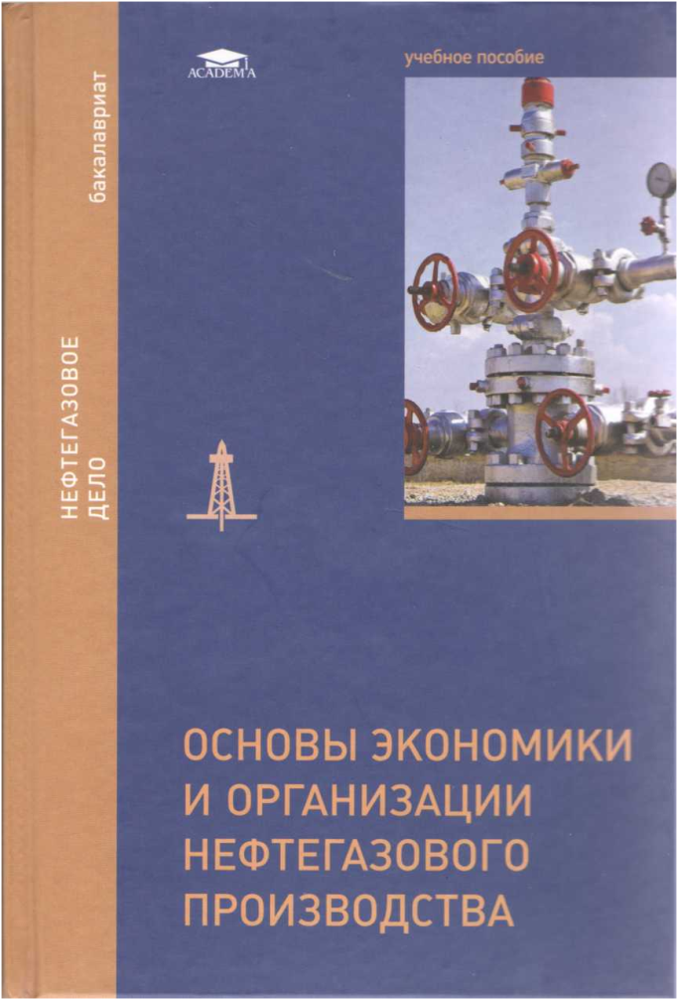 ACADEMA
учебное пособие
бакалавриат
НЕФТЕГАЗОВОЕ
ДЕЛО
ОСНОВЫ ЭКОНОМИКИ
И ОРГАНИЗАЦИИ
НЕФТЕГАЗОВОГО
ПРОИЗВОДСТВА